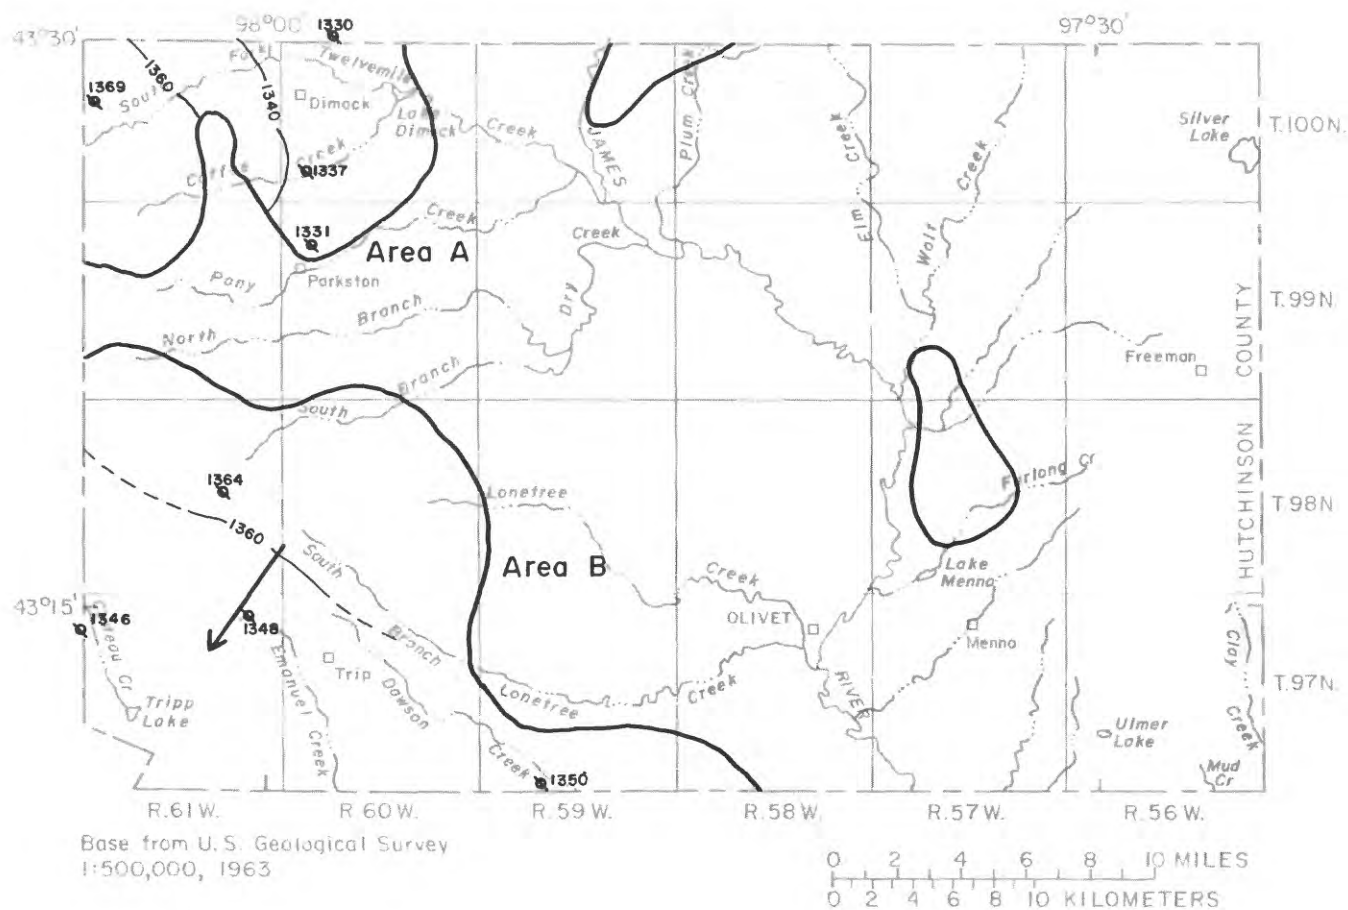 98°00' 1330 97°30'
43°30'
1360
Fork
Twelvemile
1369
South
1340
Dimock
Lake
Dimock
Creek
JAMES
Plum Creek
Elm Creek
Wolf Creek
Silver
Lake
T.100N.
Creek
1337
Coffee
1331
Area A
Creek
Creek
Pony
Parkston
Dry
T.99N.
North Branch
Freeman
COUNTY
South Branch
HUTCHINSON
1364
Lonetree
Furlong Cr
T.98N
1360
South
Area B
Creek
Lake
Menno
43°15'
1346
1348
OLIVET
Menno
Branch
Clay
Creek
Emanuel
Creek
Trip
Dawson
Lonetree
Creek
RIVER
T.97N.
Tripp
Lake
Ulmer
Lake
Creek
1350
Mud
Cr
R.61W. R.60W. R.59W. R.58W. R.57W. R.56W.
Base from U.S. Geological Survey
1:500,000, 1963
0 2 4 6 8 10 MILES
0 2 4 6 8 10 KILOMETERS